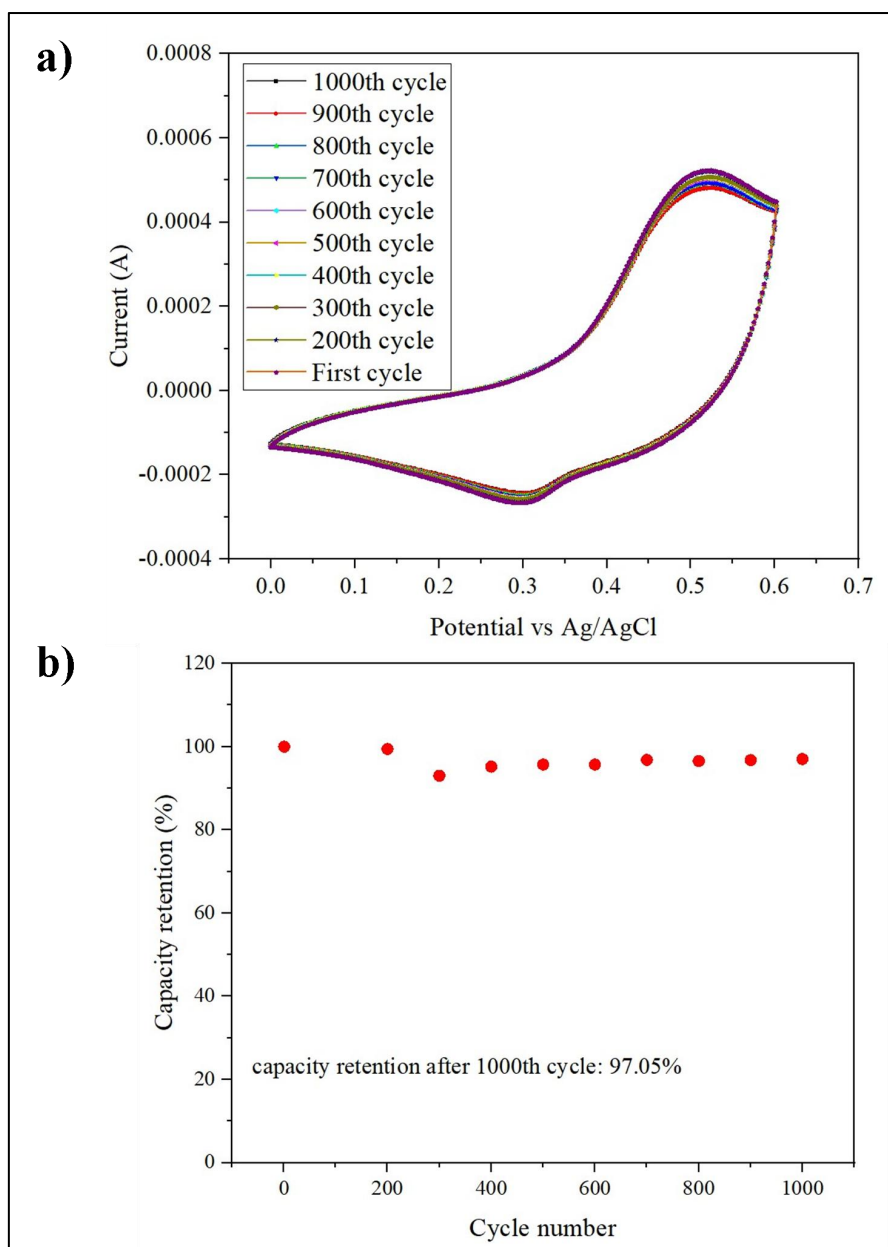 a)
0.0008
0.0006
0.0004
0.0002
0.0000
-0.0002
-0.0004
Current (A)
1000th cycle
900th cycle
800th cycle
700th cycle
600th cycle
500th cycle
400th cycle
300th cycle
200th cycle
First cycle
0.0 0.1 0.2 0.3 0.4 0.5 0.6 0.7
Potential vs Ag/AgCl
b)
120
100
80
60
40
20
0
Capacity retention (%)
capacity retention after 1000th cycle: 97.05%
0 200 400 600 800 1000
Cycle number